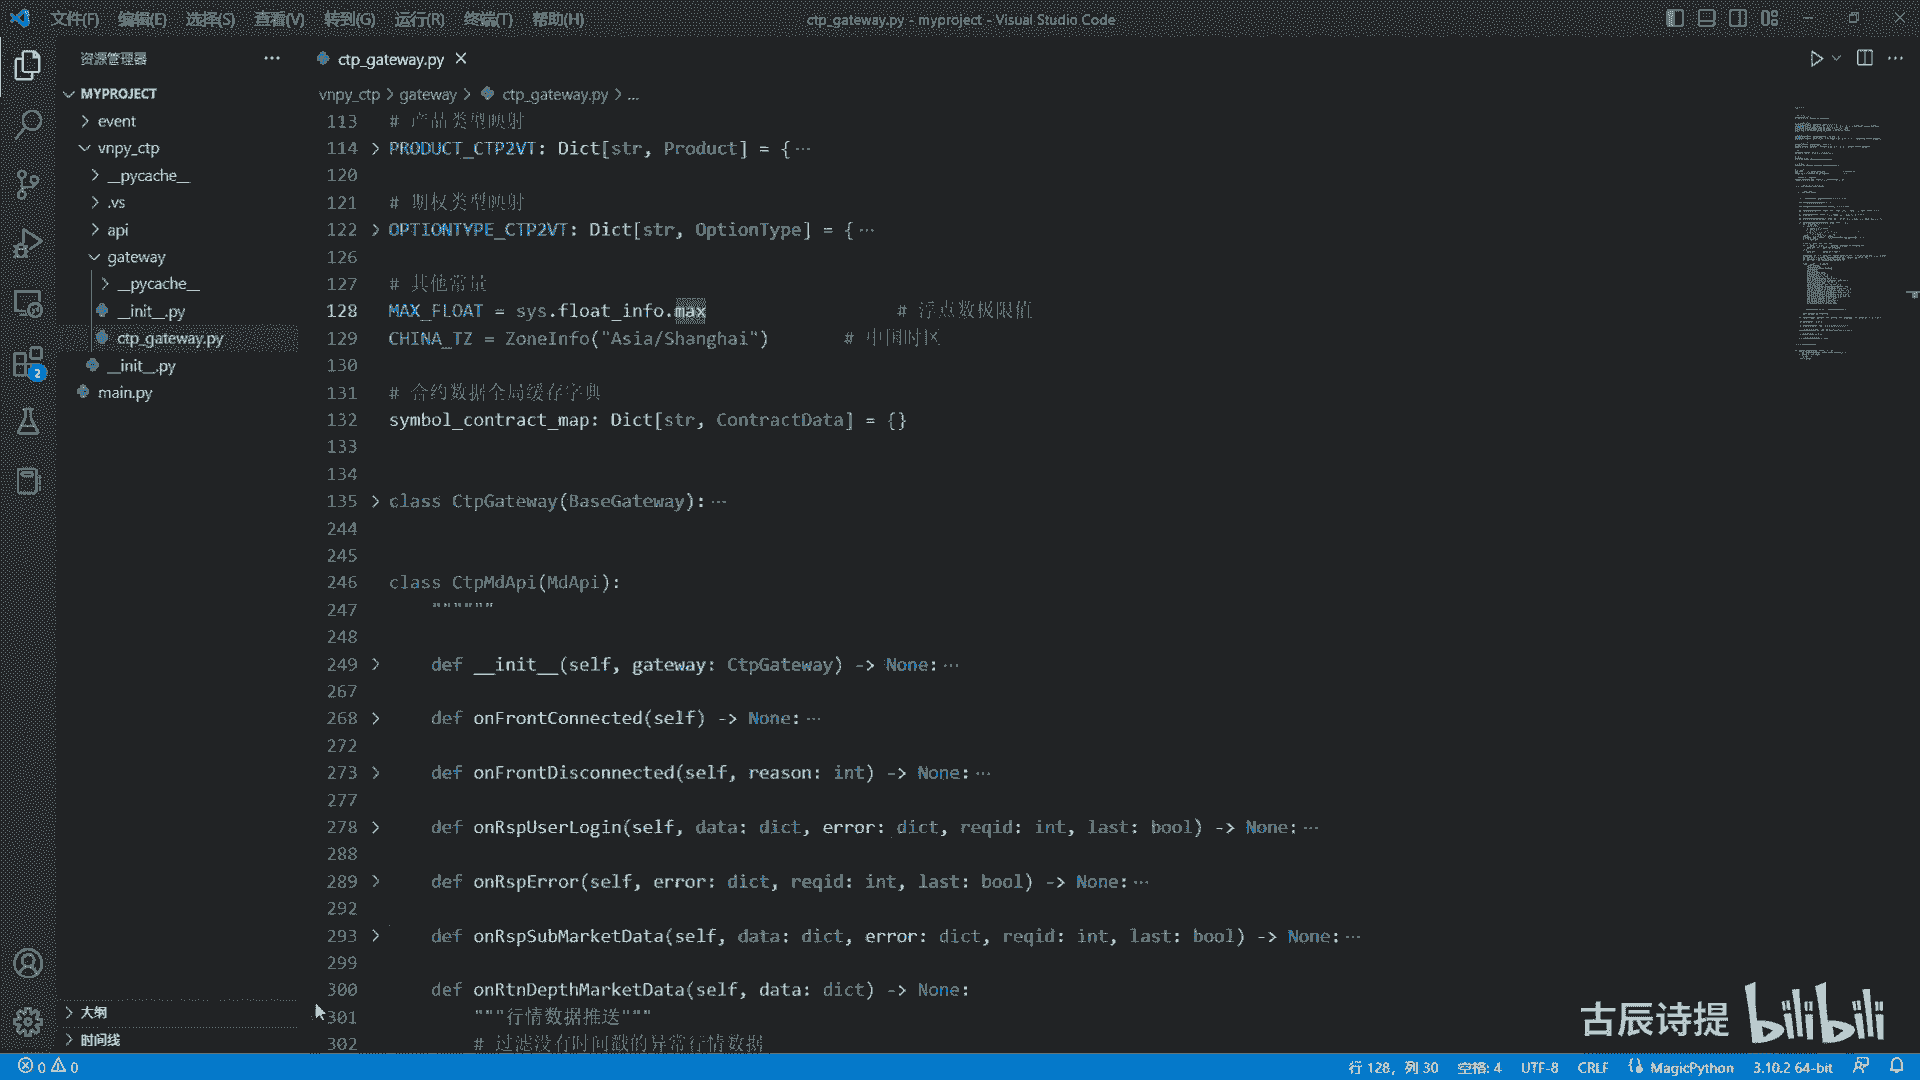 文件(F) 编辑(E) 选择(S) 查看(V) 转到(G) 运行(R) 终端(T) 帮助(H) ctp_gateway.py - myproject - Visual Studio Code
资源管理器 ··· ctp_gateway.py
MYPROJECT
event
vnpy_ctp
__pycache__
.vs
api
gateway
__pycache__
__init__.py
ctp_gateway.py
__init__.py
main.py
大纲
时间线
2
vnpy_ctp > gateway > ctp_gateway.py > ...
113 # 产品类型映射
114 > PRODUCT_CTP2VT: Dict[str, Product] = {···
120
121 # 期权类型映射
122 > OPTIONTYPE_CTP2VT: Dict[str, OptionType] = {···
126
127 # 其他常量
128 MAX_FLOAT = sys.float_info.max # 浮点数极限值
129 CHINA_TZ = ZoneInfo("Asia/Shanghai") # 中国时区
130
131 # 合约数据全局缓存字典
132 symbol_contract_map: Dict[str, ContractData] = {}
133
134
135 > class CtpGateway(BaseGateway):···
244
245
246 class CtpMdApi(MdApi):
247 """"""
248
249 > def __init__(self, gateway: CtpGateway) -> None:···
267
268 > def onFrontConnected(self) -> None:···
272
273 > def onFrontDisconnected(self, reason: int) -> None:···
277
278 > def onRspUserLogin(self, data: dict, error: dict, reqid: int, last: bool) -> None:···
288
289 > def onRspError(self, error: dict, reqid: int, last: bool) -> None:···
292
293 > def onRspSubMarketData(self, data: dict, error: dict, reqid: int, last: bool) -> None:···
299
300 def onRtnDepthMarketData(self, data: dict) -> None:
301 """行情数据推送"""
302 # 过滤没有时间戳的异常行情数据
古辰诗提 bilibili
0 0 行 128，列 30 空格: 4 UTF-8 CRLF MagicPython 3.10.2 64-bit